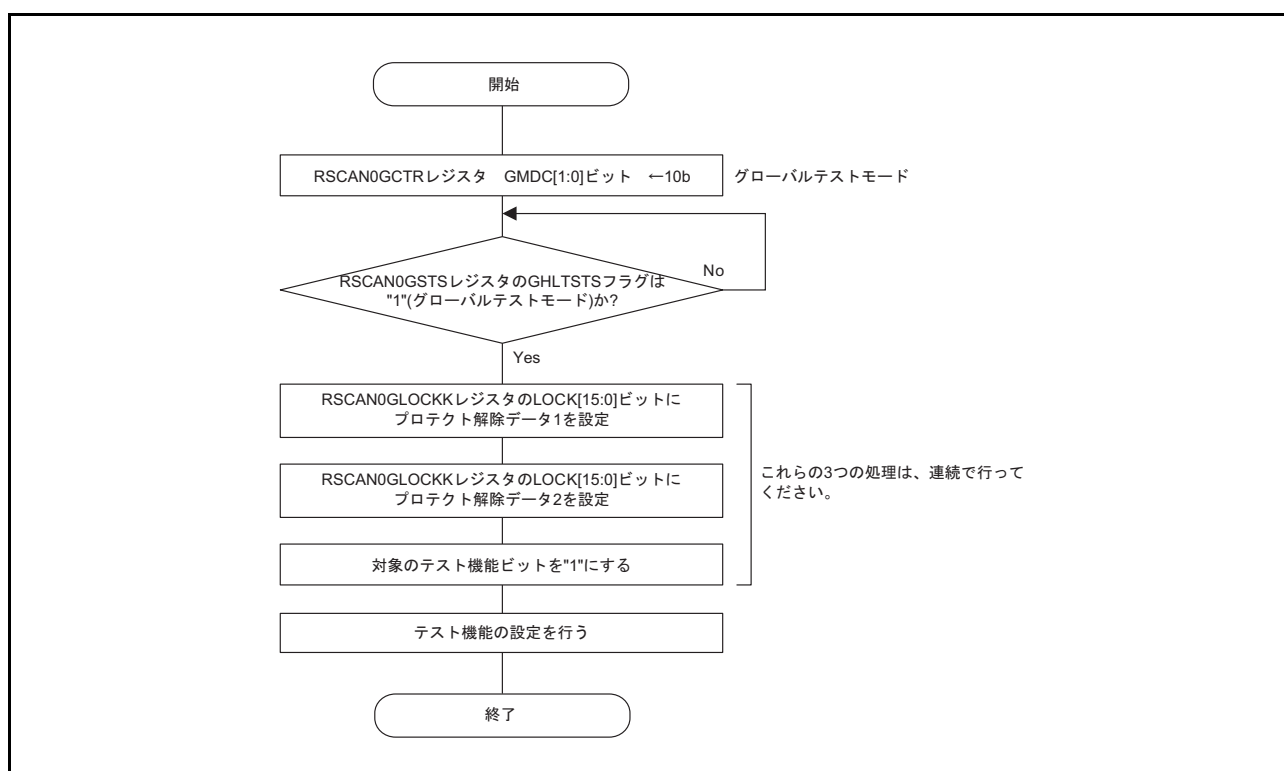 開始
RSCAN0GCTRレジスタ　GMDC[1:0]ビット　←10b
グローバルテストモード
RSCAN0GSTSレジスタのGHLTSTSフラグは
"1"(グローバルテストモード)か?
No
Yes
RSCAN0GLOCKKレジスタのLOCK[15:0]ビットに
プロテクト解除データ1を設定
RSCAN0GLOCKKレジスタのLOCK[15:0]ビットに
プロテクト解除データ2を設定
これらの3つの処理は、連続で行って
ください。
対象のテスト機能ビットを"1"にする
テスト機能の設定を行う
終了